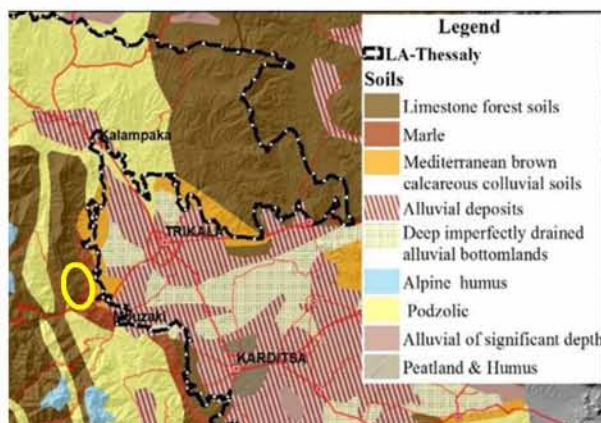 Legend
LA-Thessaly
Soils
Limestone forest soils
Marle
Mediterranean brown
calcareous colluvial soils
Alluvial deposits
Deep imperfectly drained
alluvial bottomlands
Alpine humus
Podzolic
Alluvial of significant depth
Peatland & Humus
Kalampaka
TRIKALA
Mouzaki
KARDITSA